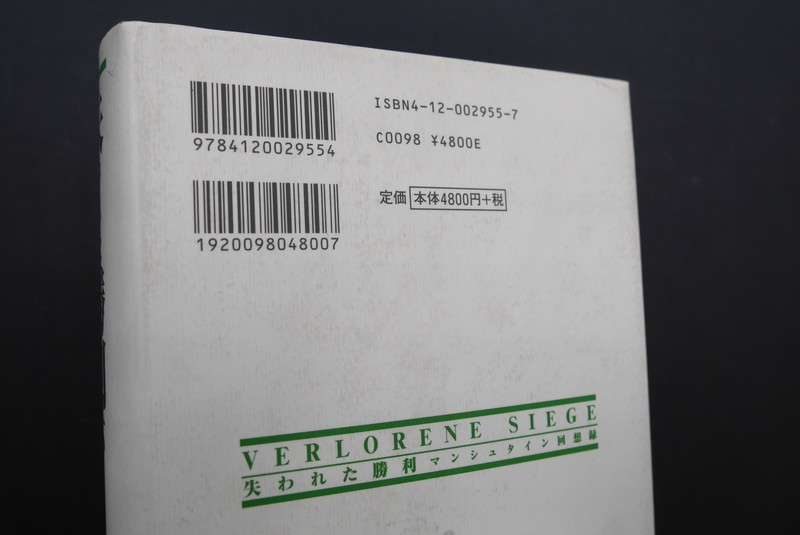 9784120029554
ISBN4-12-002955-7
C0098 ¥4800E
1920098048007
定価 本体4800円+税
VERLORENE SIEGE
失われた勝利 マンシュタイン回想録